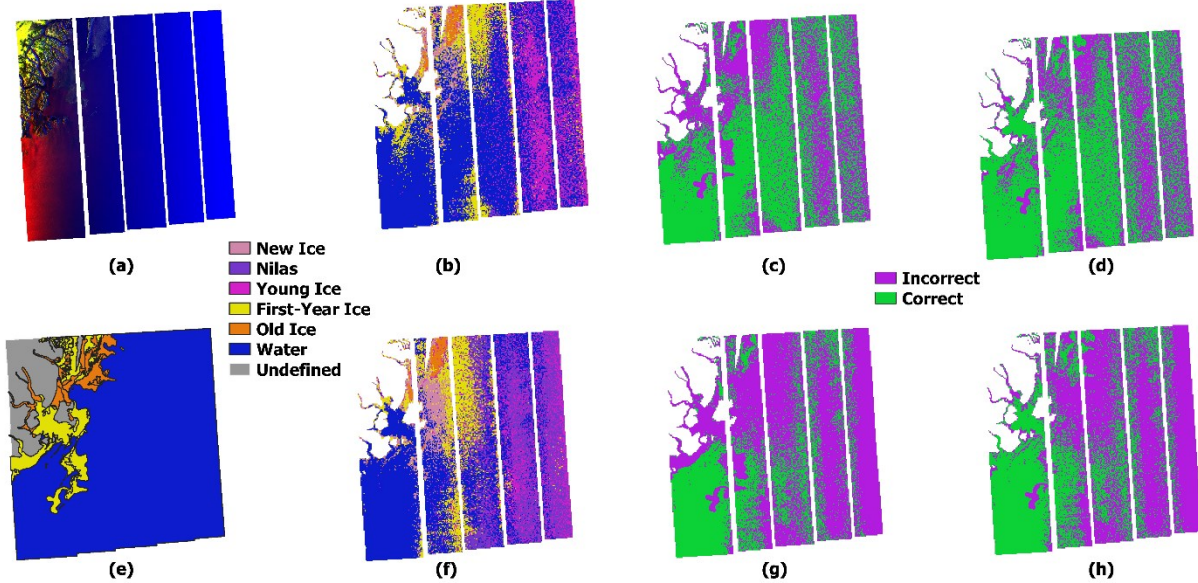 (a)
(b)
(c)
(d)
New Ice
Nilas
Young Ice
First-Year Ice
Old Ice
Water
Undefined
Incorrect
Correct
(e)
(f)
(g)
(h)